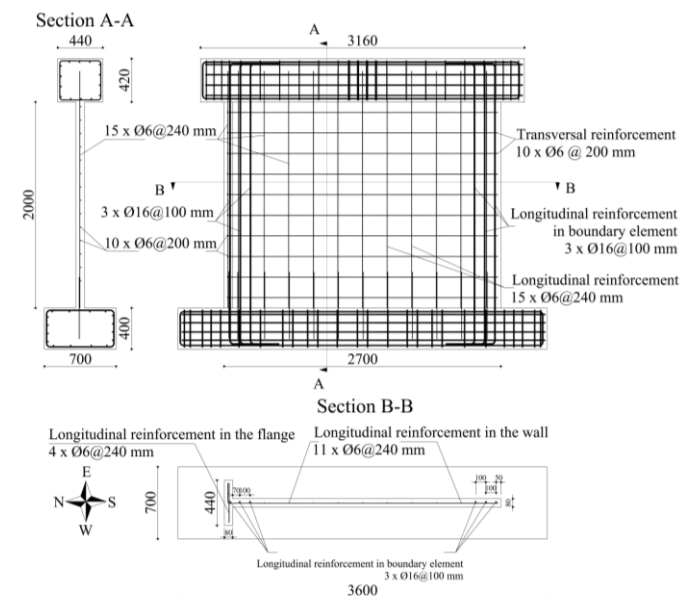 Section A-A
440
420
2000
400
700
A
3160
15 x Ø6@240 mm
B
3 x Ø16@100 mm
10 x Ø6@200 mm
Transversal reinforcement
10 x Ø6 @ 200 mm
B
Longitudinal reinforcement
in boundary element
3 x Ø16@100 mm
Longitudinal reinforcement
15 x Ø6@240 mm
2700
A
Section B-B
Longitudinal reinforcement in the flange
4 x Ø6@240 mm
Longitudinal reinforcement in the wall
11 x Ø6@240 mm
E
N
S
W
700
440
80
100
50
100
80
Longitudinal reinforcement in boundary element
3 x Ø16@100 mm
3600